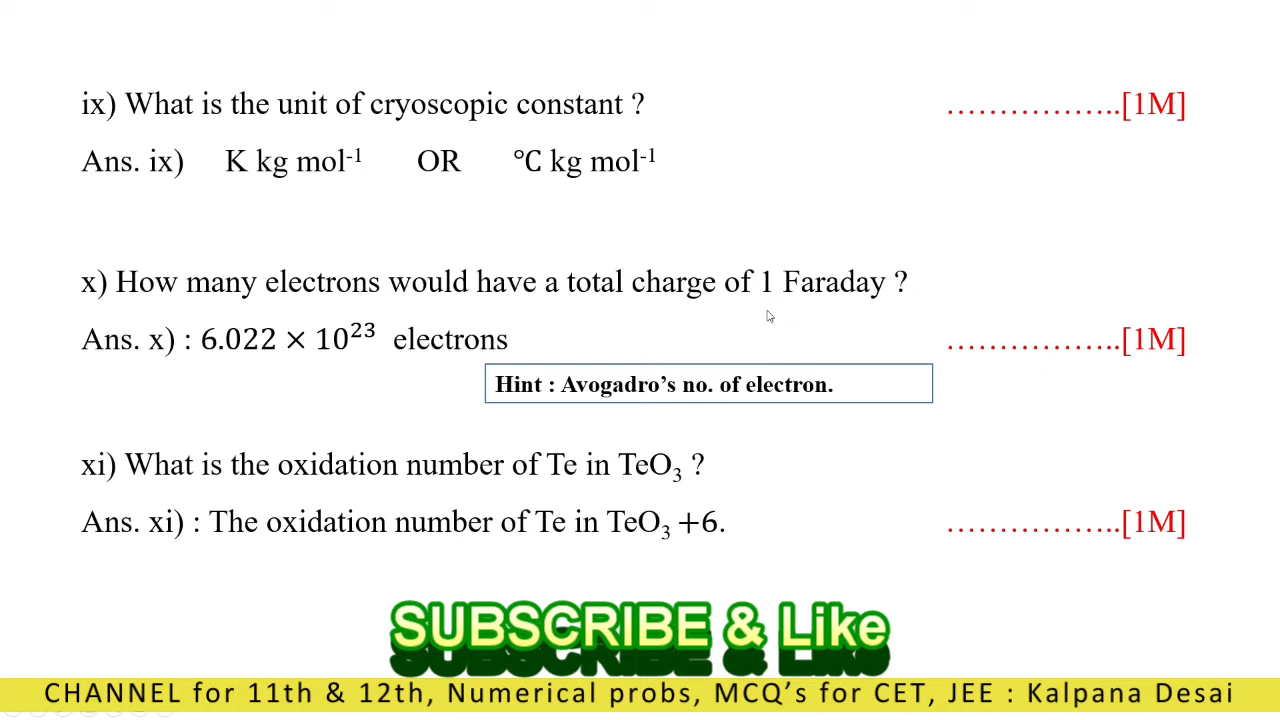 ix) What is the unit of cryoscopic constant ? ……………..[1M]
Ans. ix) K kg mol⁻¹ OR °C kg mol⁻¹
x) How many electrons would have a total charge of 1 Faraday ?
Ans. x) : 6.022 × 10²³ electrons ……………..[1M]
Hint : Avogadro's no. of electron.
xi) What is the oxidation number of Te in TeO₃ ?
Ans. xi) : The oxidation number of Te in TeO₃ +6. ……………..[1M]
SUBSCRIBE & Like
CHANNEL for 11th & 12th, Numerical probs, MCQ's for CET, JEE : Kalpana Desai